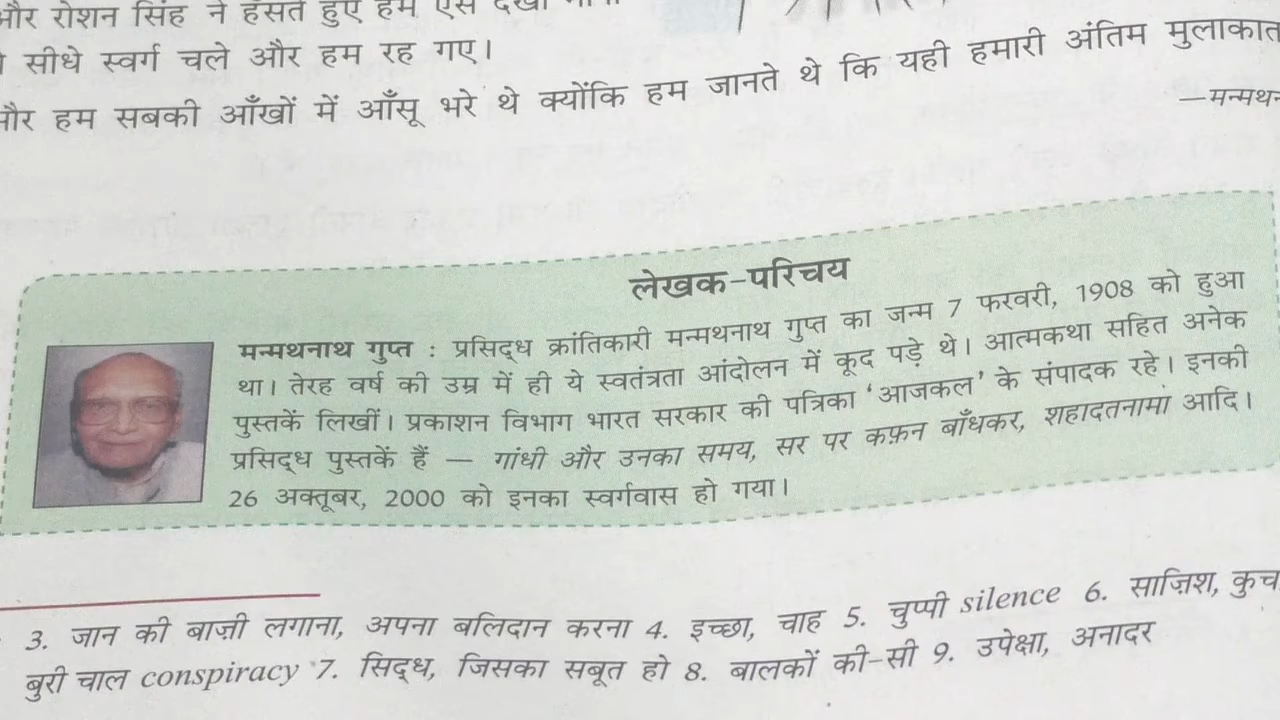 और रोशन सिंह ने हँसते हुए हमें ऐसे देखा
सीधे स्वर्ग चले और हम रह गए।
और हम सबकी आँखों में आँसू भरे थे क्योंकि हम जानते थे कि यही हमारी अंतिम मुलाकात
—मन्मथन
लेखक-परिचय
मन्मथनाथ गुप्त : प्रसिद्ध क्रांतिकारी मन्मथनाथ गुप्त का जन्म 7 फरवरी, 1908 को हुआ
था। तेरह वर्ष की उम्र में ही ये स्वतंत्रता आंदोलन में कूद पड़े थे। आत्मकथा सहित अनेक
पुस्तकें लिखीं। प्रकाशन विभाग भारत सरकार की पत्रिका ‘आजकल’ के संपादक रहे। इनकी
प्रसिद्ध पुस्तकें हैं — गांधी और उनका समय, सर पर कफ़न बाँधकर, शहादतनामा आदि।
26 अक्तूबर, 2000 को इनका स्वर्गवास हो गया।
3. जान की बाज़ी लगाना, अपना बलिदान करना 4. इच्छा, चाह 5. चुप्पी silence 6. साज़िश, कुच
बुरी चाल conspiracy 7. सिद्ध, जिसका सबूत हो 8. बालकों की-सी 9. उपेक्षा, अनादर